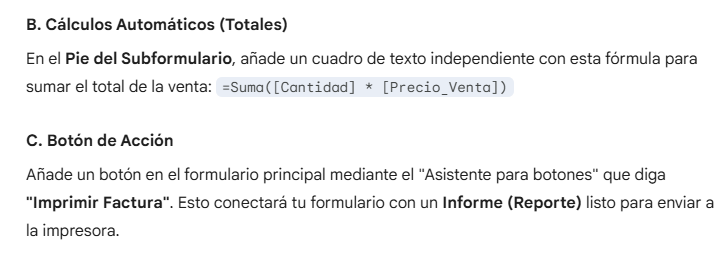 B. Cálculos Automáticos (Totales)
En el Pie del Subformulario, añade un cuadro de texto independiente con esta fórmula para
sumar el total de la venta: =Suma([Cantidad] * [Precio_Venta])
C. Botón de Acción
Añade un botón en el formulario principal mediante el "Asistente para botones" que diga
"Imprimir Factura". Esto conectará tu formulario con un Informe (Reporte) listo para enviar a
la impresora.